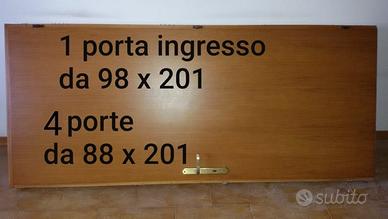 1 porta ingresso
da 98 x 201
4 porte
da 88 x 201
subito